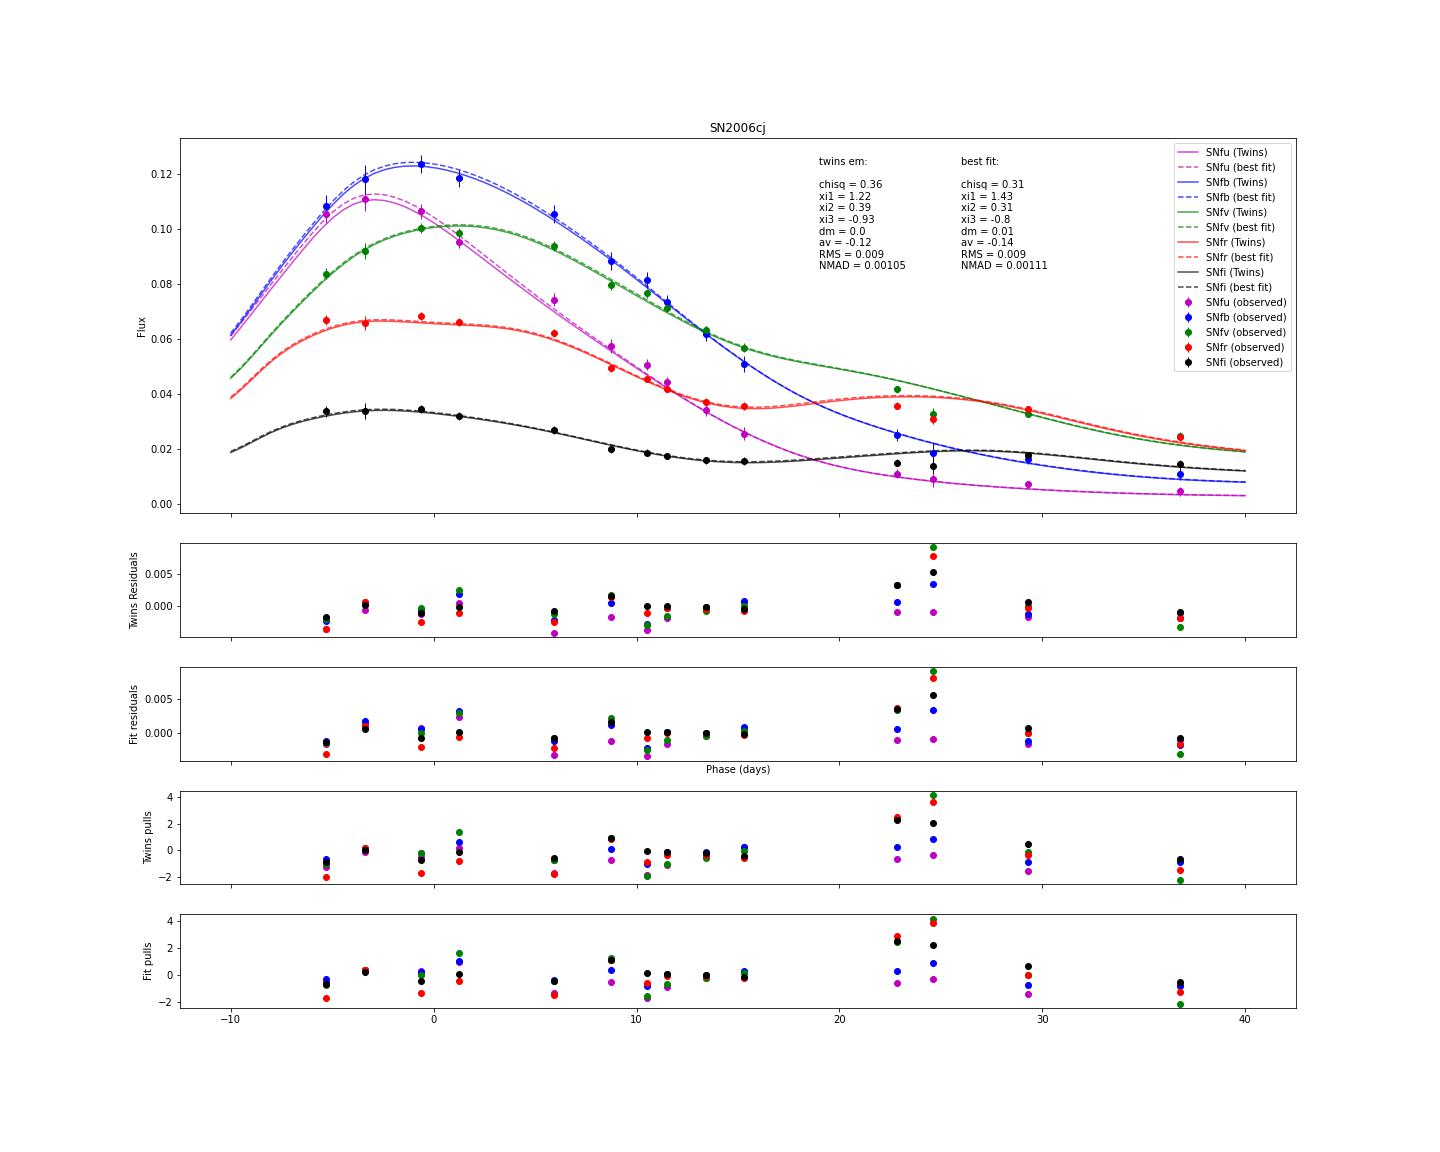 SN2006cj
0.12
0.10
0.08
0.06
0.04
0.02
0.00
Flux
twins em:
chisq = 0.36
xi1 = 1.22
xi2 = 0.39
xi3 = -0.93
dm = 0.0
av = -0.12
RMS = 0.009
NMAD = 0.00105
best fit:
chisq = 0.31
xi1 = 1.43
xi2 = 0.31
xi3 = -0.8
dm = 0.01
av = -0.14
RMS = 0.009
NMAD = 0.00111
SNfu (Twins)
SNfu (best fit)
SNfb (Twins)
SNfb (best fit)
SNfv (Twins)
SNfv (best fit)
SNfr (Twins)
SNfr (best fit)
SNfi (Twins)
SNfi (best fit)
SNfu (observed)
SNfb (observed)
SNfv (observed)
SNfr (observed)
SNfi (observed)
Twins Residuals
0.005
0.000
Fit residuals
0.005
0.000
Phase (days)
Twins pulls
4
2
0
−2
Fit pulls
4
2
0
−2
−10
0
10
20
30
40